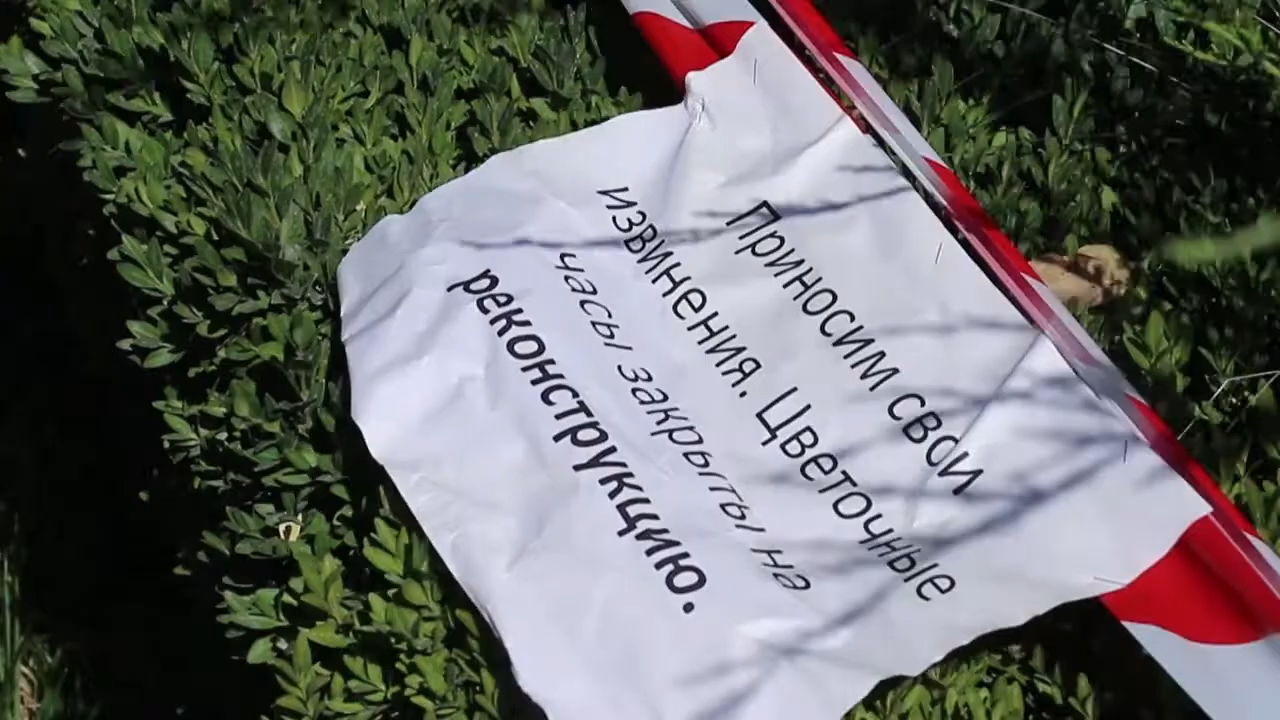 Приносим свои
извинения. Цветочные
часы закрыты на
реконструкцию.